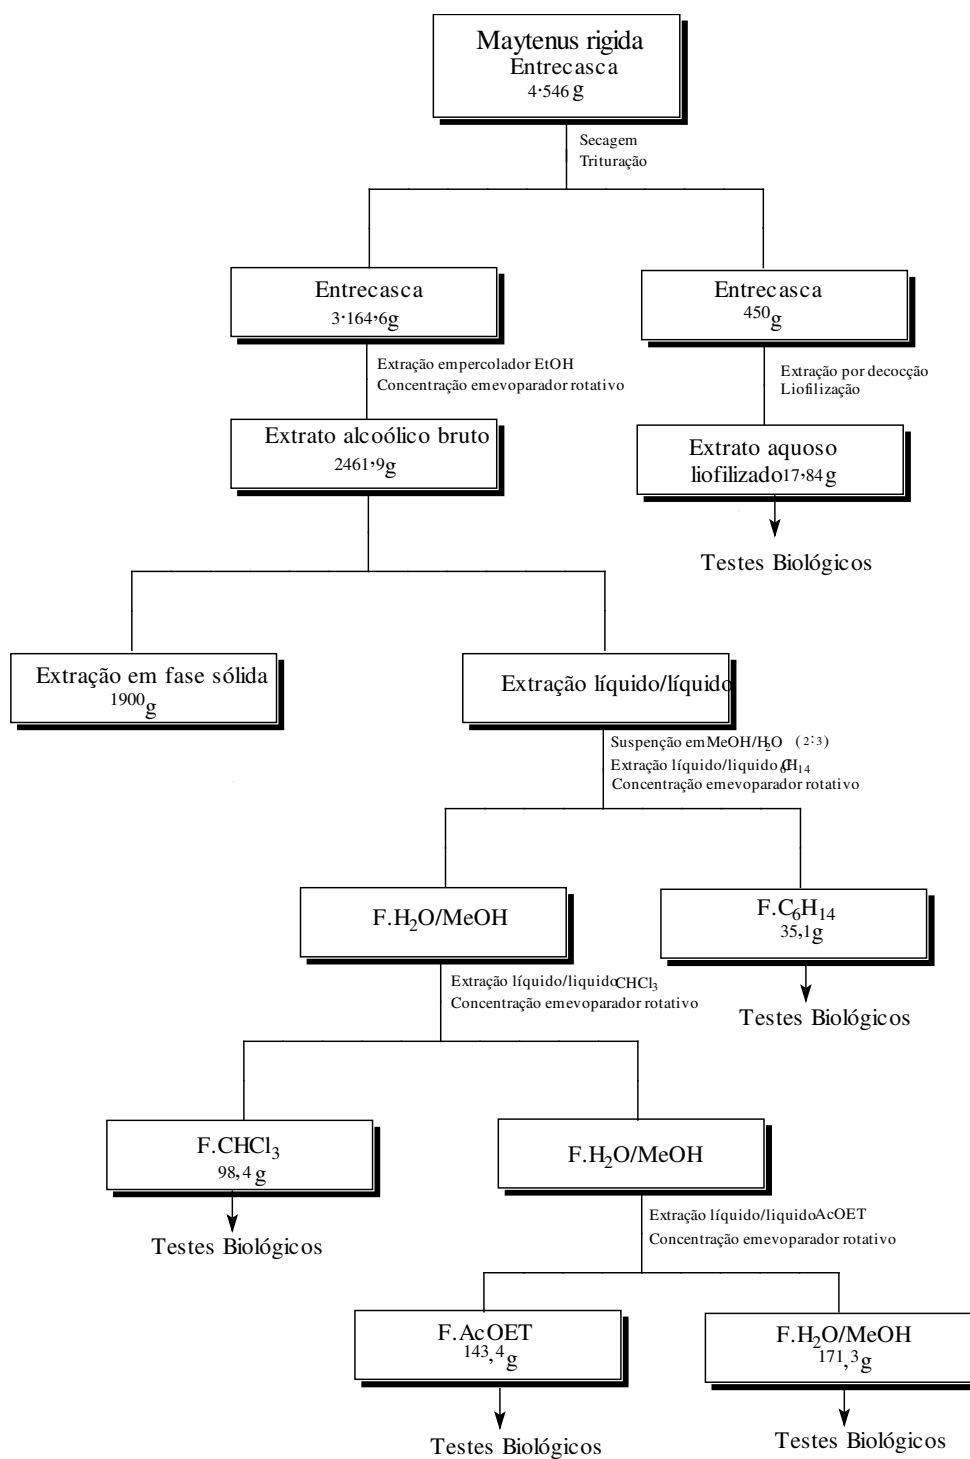 Maytenus rigida
Entrecasca
4.546 g
Secagem
Trituração
Entrecasca
3.164,6g
Entrecasca
450g
Extração empercolador EtOH
Concentração emevoparador rotativo
Extração por decocção
Liofilização
Extrato alcoólico bruto
2461,9g
Extrato aquoso
liofilizado17,84g
Testes Biológicos
Extração em fase sólida
1900g
Extração líquido/líquido
Suspenção emMeOH/H2O (2:3)
Extração líquido/liquido C6H14
Concentração emevoparador rotativo
F.H2O/MeOH
F.C6H14
35,1g
Extração líquido/liquidoCHCl3
Concentração emevoparador rotativo
Testes Biológicos
F.CHCl3
98,4 g
F.H2O/MeOH
Testes Biológicos
Extração líquido/liquidoAcOET
Concentração emevoparador rotativo
F.AcOET
143,4g
F.H2O/MeOH
171,3g
Testes Biológicos
Testes Biológicos